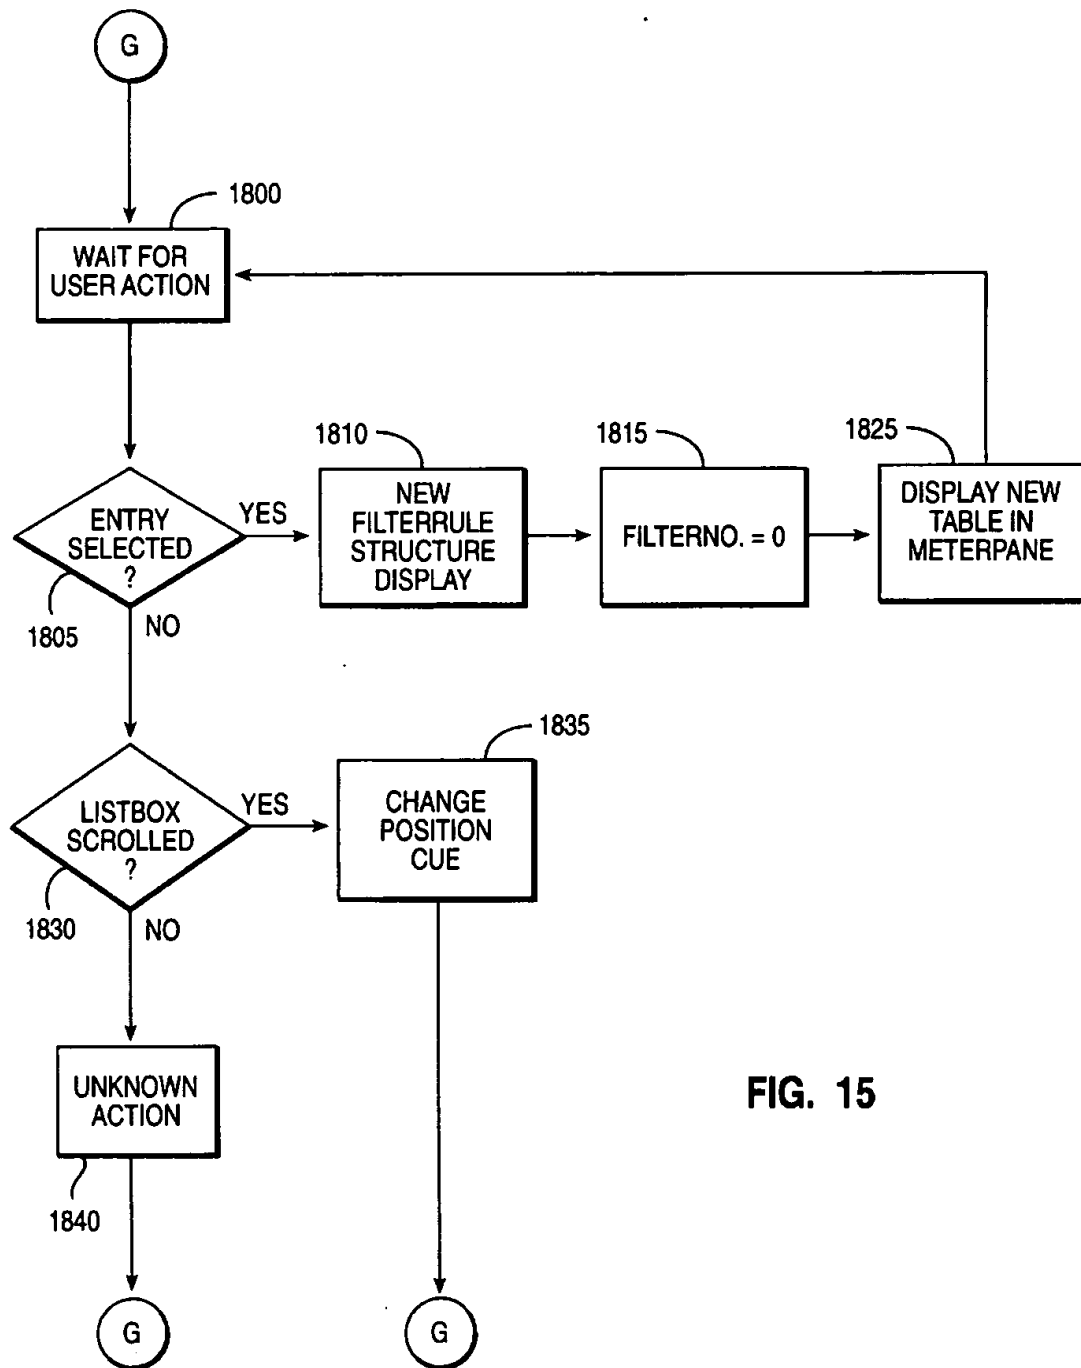 G
1800
WAIT FOR
USER ACTION
1810
1815
1825
ENTRY
SELECTED
?
YES
NEW
FILTERRULE
STRUCTURE
DISPLAY
FILTERNO. = 0
DISPLAY NEW
TABLE IN
METERPANE
1805
NO
1835
LISTBOX
SCROLLED
?
YES
CHANGE
POSITION
CUE
1830
NO
UNKNOWN
ACTION
1840
FIG. 15
G
G